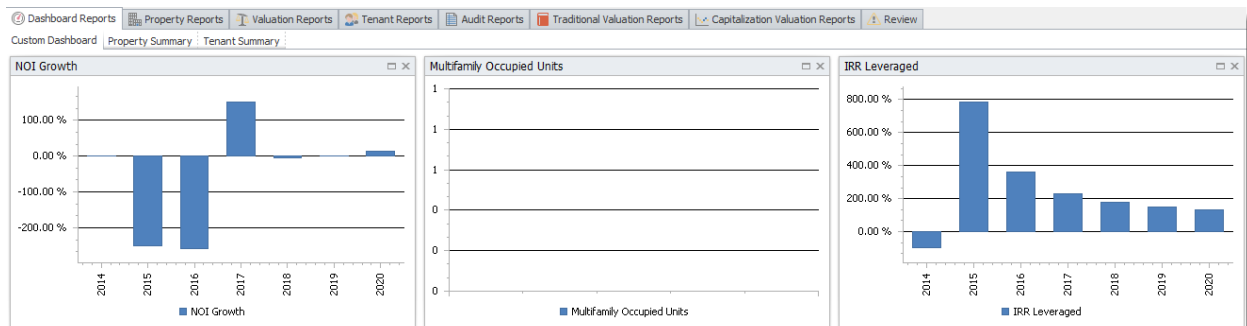 Dashboard Reports Property Reports Valuation Reports Tenant Reports Audit Reports Traditional Valuation Reports Capitalization Valuation Reports Review
Custom Dashboard Property Summary Tenant Summary
NOI Growth
100.00 %
0.00 %
-100.00 %
-200.00 %
2014 2015 2016 2017 2018 2019 2020
NOI Growth
Multifamily Occupied Units
1
1
1
0
0
0
Multifamily Occupied Units
IRR Leveraged
800.00 %
600.00 %
400.00 %
200.00 %
0.00 %
2014 2015 2016 2017 2018 2019 2020
IRR Leveraged